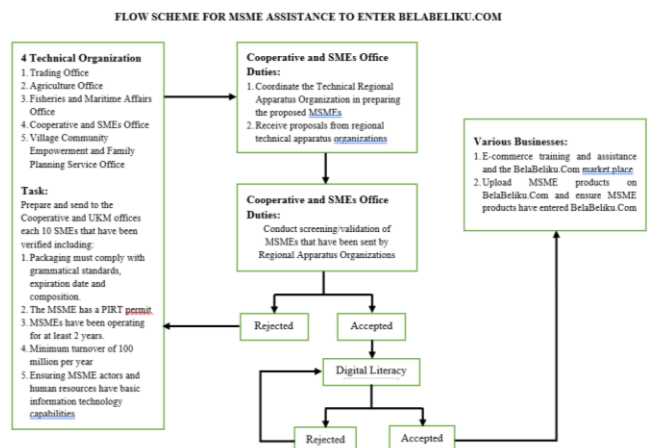 FLOW SCHEME FOR MSME ASSISTANCE TO ENTER BELABELIKU.COM
4 Technical Organization
1. Trading Office
2. Agriculture Office
3. Fisheries and Maritime Affairs
Office
4. Cooperative and SMEs Office
5. Village Community
Empowerment and Family
Planning Service Office
Task:
Prepare and send to the
Cooperative and UKM offices
each 10 SMEs that have been
verified including:
1. Packaging must comply with
grammatical standards,
expiration date and
composition.
2. The MSME has a PIRT permit
3. MSMEs have been operating
for at least 2 years.
4. Minimum turnover of 100
million per year
5. Ensuring MSME actors and
human resources have basic
information technology
capabilities
Cooperative and SMEs Office
Duties:
1. Coordinate the Technical Regional
Apparatus Organization in preparing
the proposed MSMEs
2. Receive proposals from regional
technical apparatus organizations
Cooperative and SMEs Office
Duties:
Conduct screening/validation of
MSMEs that have been sent by
Regional Apparatus Organizations
Rejected
Accepted
Digital Literacy
Rejected
Accepted
Various Businesses:
1. E-commerce training and assistance
and the BelaBeliku.Com market place
2. Upload MSME products on
BelaBeliku.Com and ensure MSME
products have entered BelaBeliku.Com